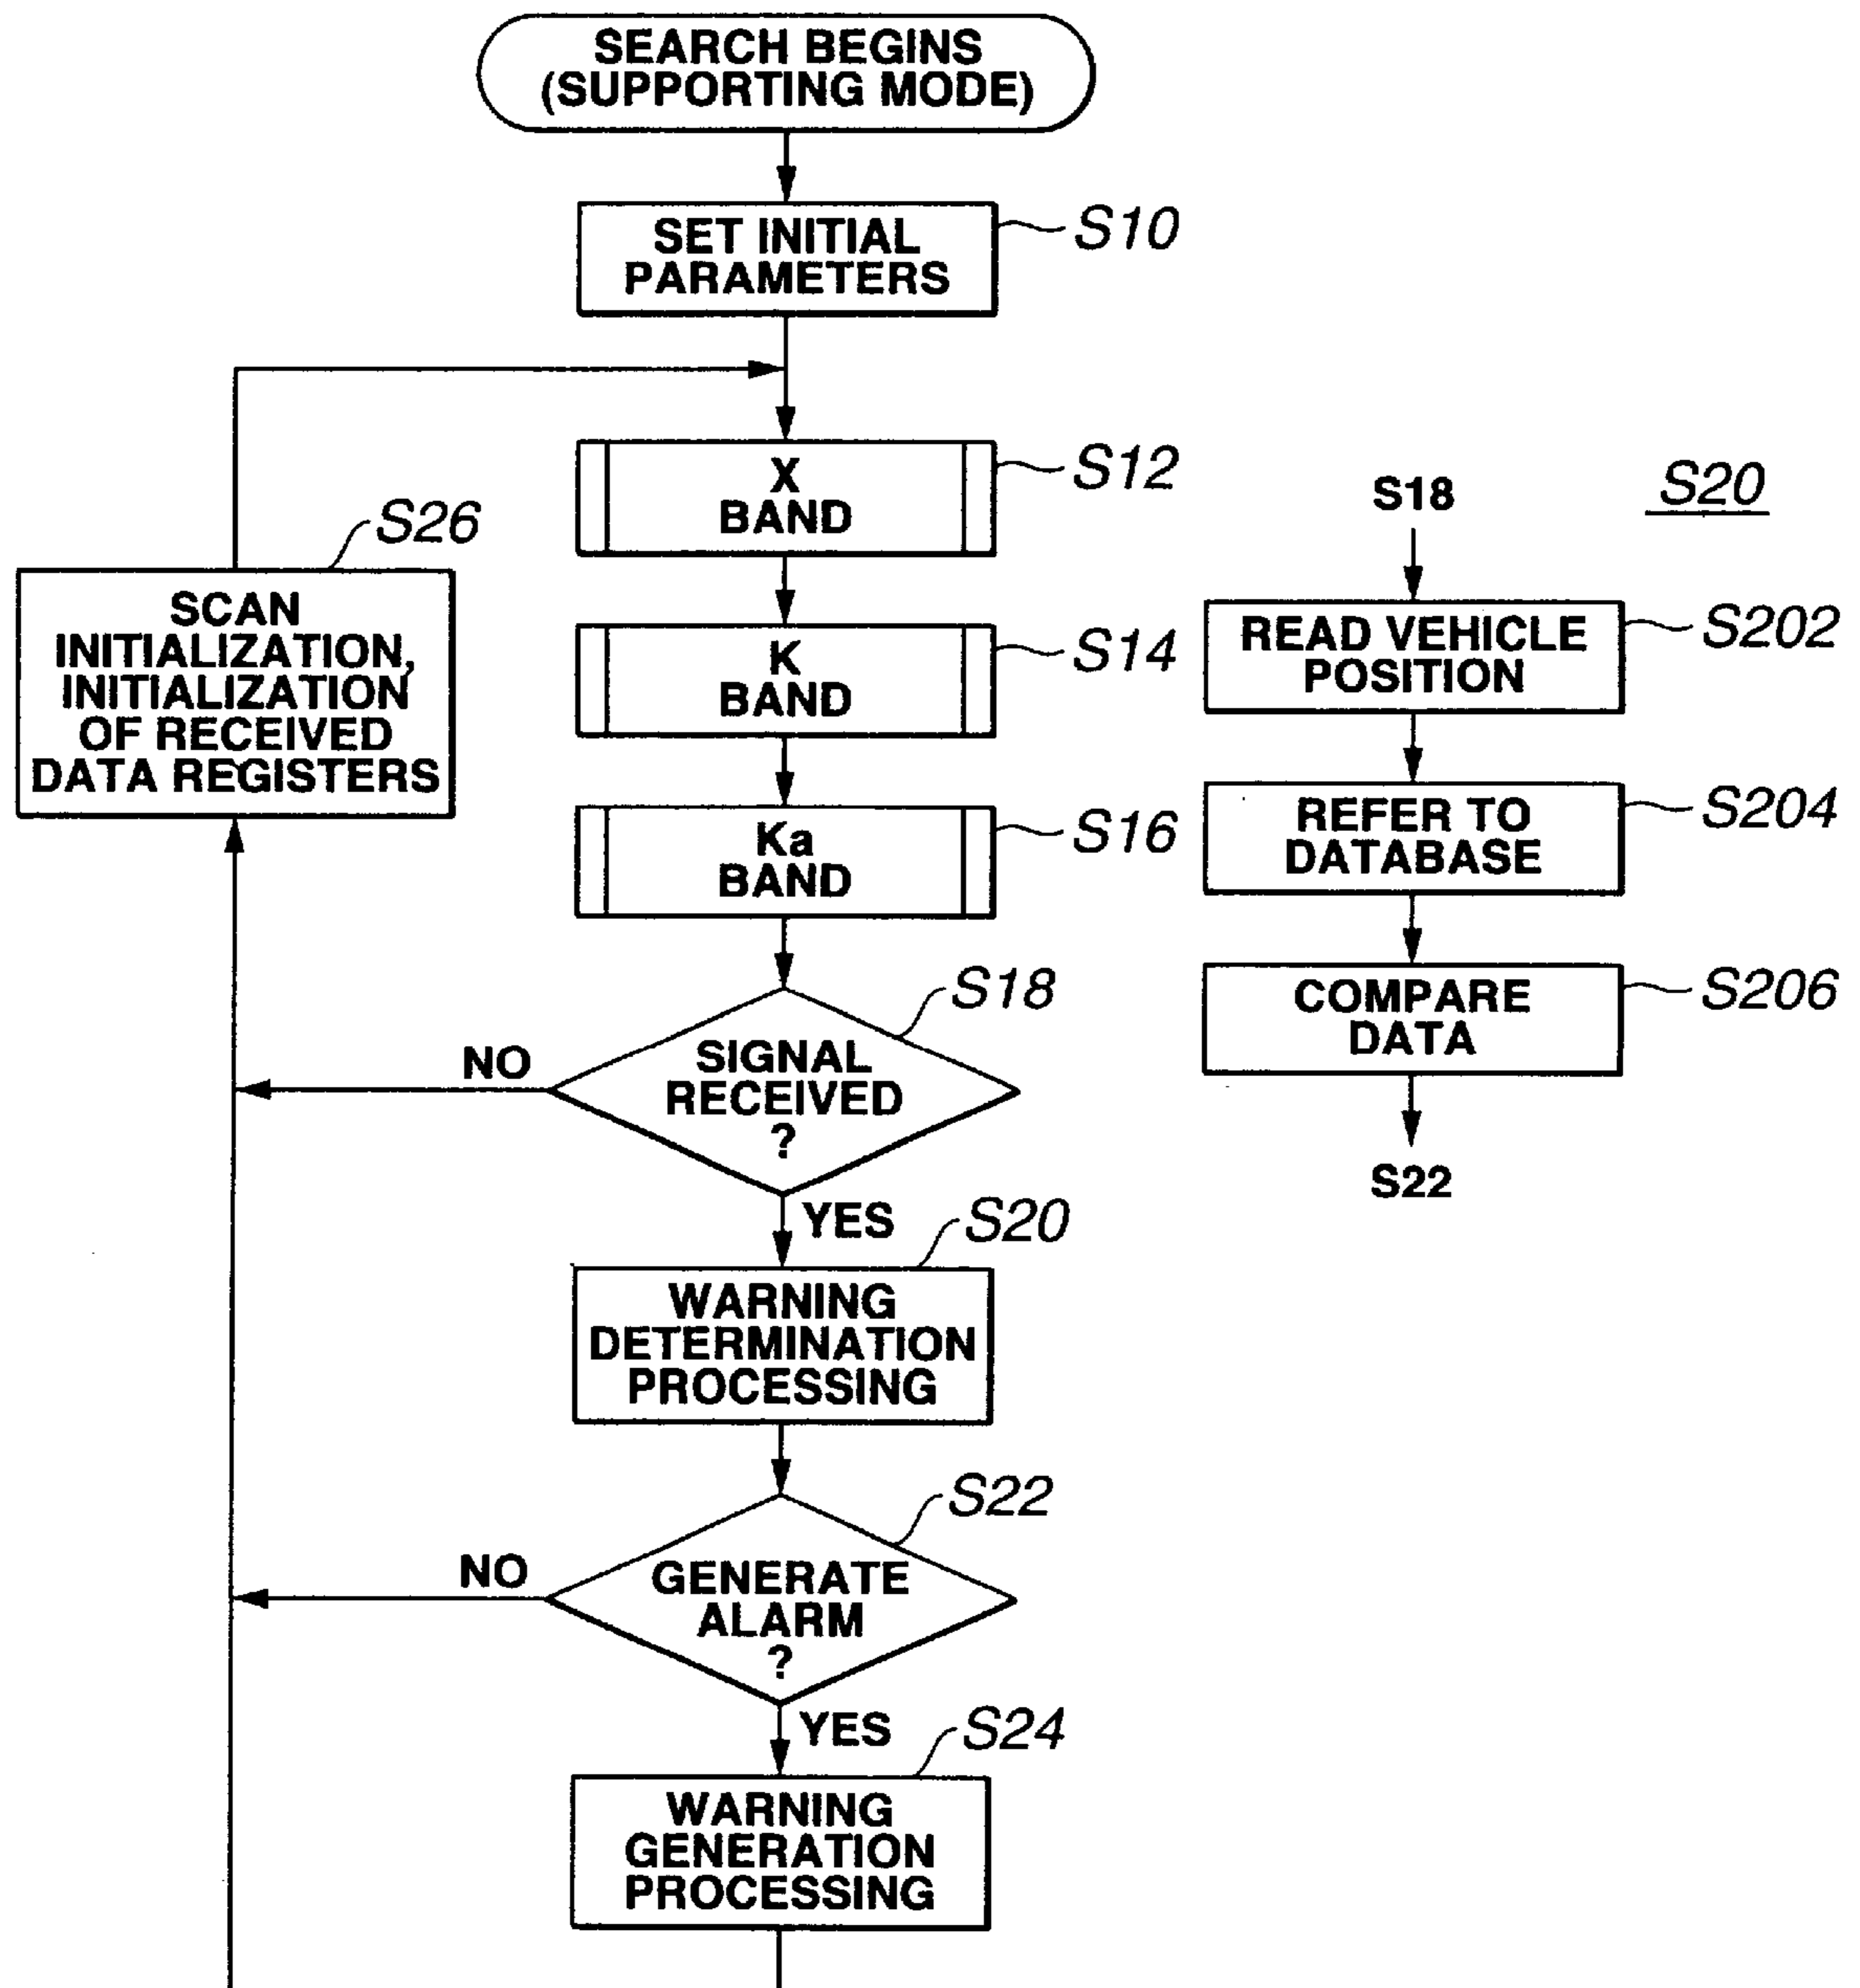 SEARCH BEGINS
(SUPPORTING MODE)
SET INITIAL
PARAMETERS
S10
X
BAND
S12
K
BAND
S14
Ka
BAND
S16
SIGNAL
RECEIVED
?
S18
NO
YES
WARNING
DETERMINATION
PROCESSING
S20
GENERATE
ALARM
?
S22
NO
YES
WARNING
GENERATION
PROCESSING
S24
SCAN
INITIALIZATION,
INITIALIZATION
OF RECEIVED
DATA REGISTERS
S26
S20
S18
READ VEHICLE
POSITION
S202
REFER TO
DATABASE
S204
COMPARE
DATA
S206
S22